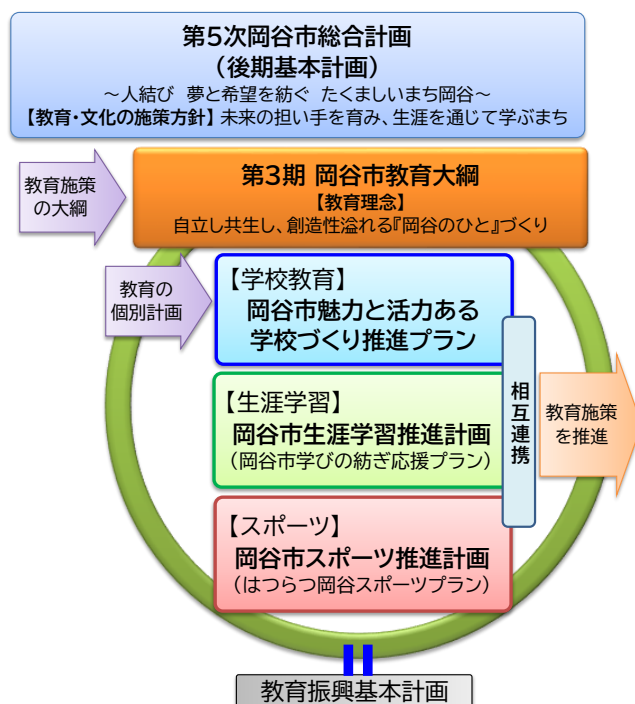 第5次岡谷市総合計画
（後期基本計画）
～人結び 夢と希望を紡ぐ たくましいまち岡谷～
【教育・文化の施策方針】未来の担い手を育み、生涯を通じて学ぶまち
教育施策
の大綱
第3期 岡谷市教育大綱
【教育理念】
自立し共生し、創造性溢れる『岡谷のひと』づくり
教育の
個別計画
【学校教育】
岡谷市魅力と活力ある
学校づくり推進プラン
【生涯学習】
岡谷市生涯学習推進計画
（岡谷市学びの紡ぎ応援プラン）
【スポーツ】
岡谷市スポーツ推進計画
（はつらつ岡谷スポーツプラン）
相互連携
教育施策
を推進
教育振興基本計画